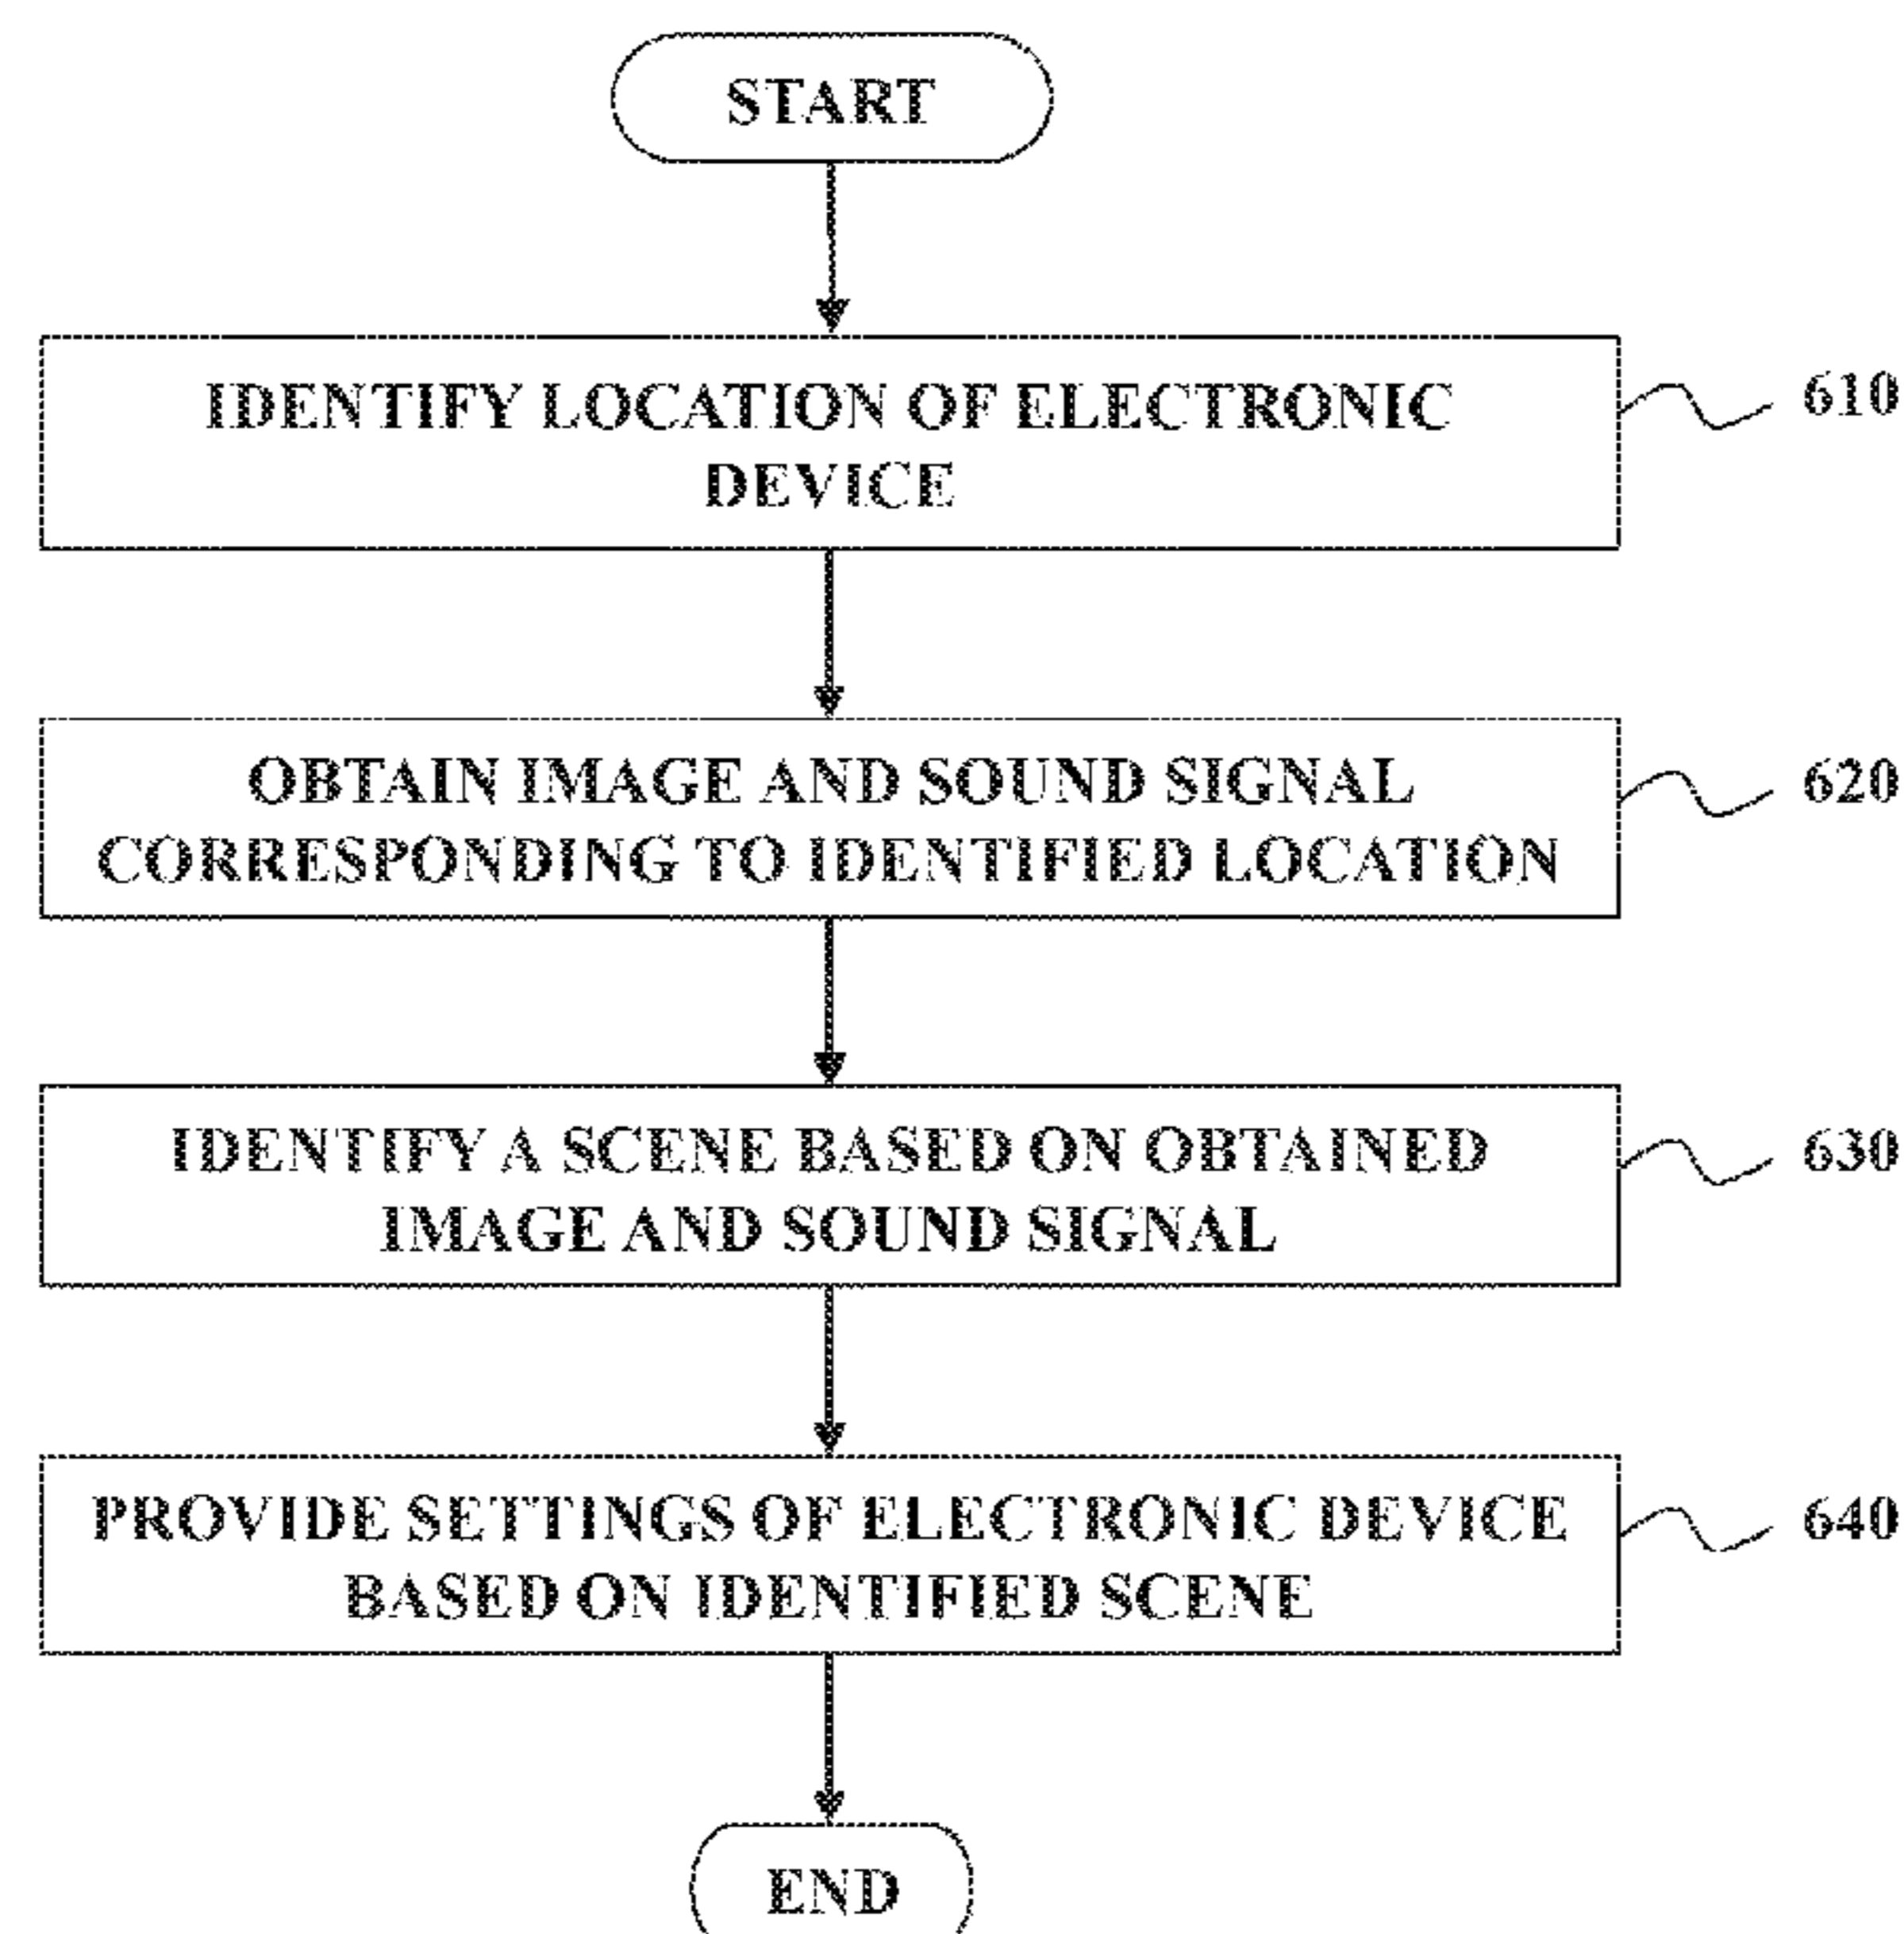 START
IDENTIFY LOCATION OF ELECTRONIC
DEVICE
610
OBTAIN IMAGE AND SOUND SIGNAL
CORRESPONDING TO IDENTIFIED LOCATION
620
IDENTIFY A SCENE BASED ON OBTAINED
IMAGE AND SOUND SIGNAL
630
PROVIDE SETTINGS OF ELECTRONIC DEVICE
BASED ON IDENTIFIED SCENE
640
END